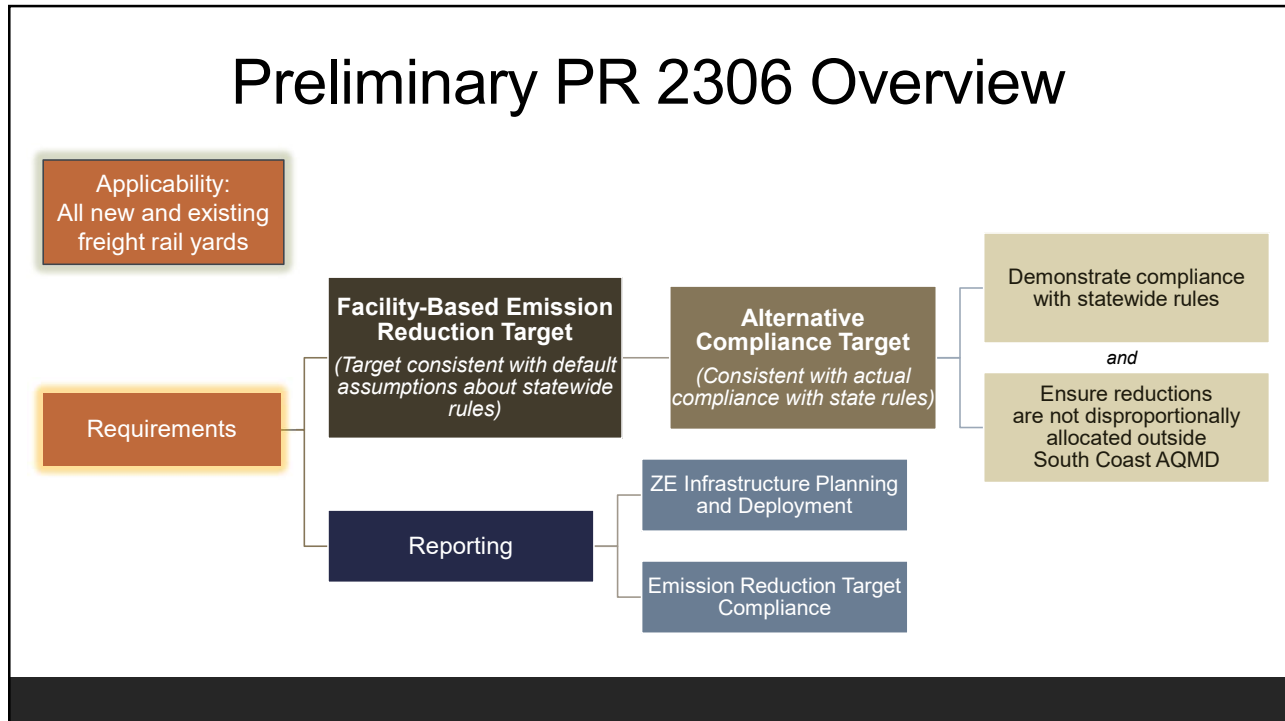 Preliminary PR 2306 Overview
Applicability:
All new and existing
freight rail yards
Requirements
Facility-Based Emission
Reduction Target
(Target consistent with default
assumptions about statewide
rules)
Alternative
Compliance Target
(Consistent with actual
compliance with state rules)
Demonstrate compliance
with statewide rules
and
Ensure reductions
are not disproportionally
allocated outside
South Coast AQMD
Reporting
ZE Infrastructure Planning
and Deployment
Emission Reduction Target
Compliance